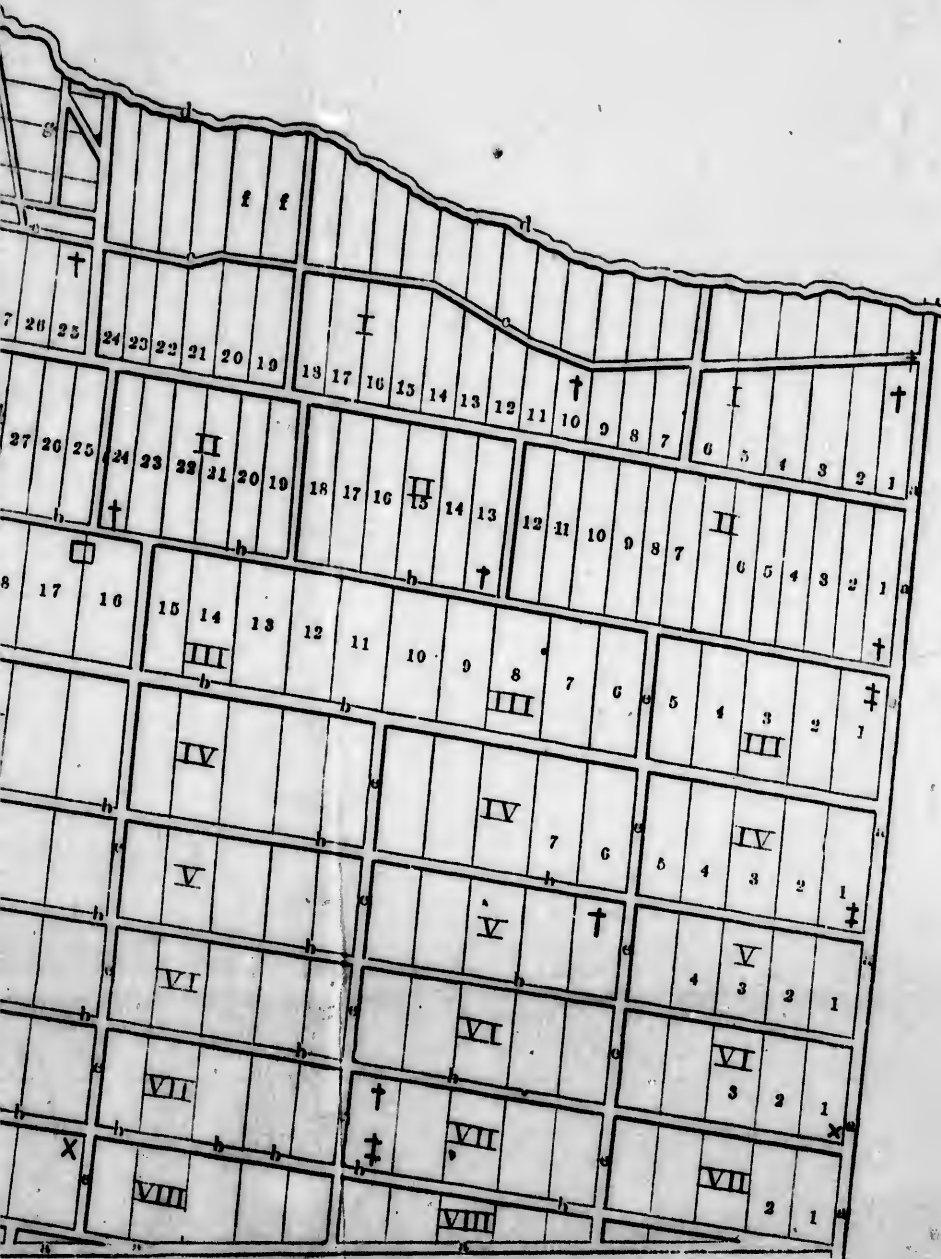 d
g
f f
d
c
†
7 26 25
24 23 22 21 20 19
I
18 17 16 15 14 13 12 11 10 9 8 7
†
I
6 5 4 3 2 1
†
a
27 26 25
II
24 23 22 21 20 19
†
II
18 17 16 15 14 13
†
II
12 11 10 9 8 7 6 5 4 3 2 1
a
†
h h h
8 17 16
15 14 13 12 11 10 9 8 7 6
e
5 4 3 2 1
‡
III III III
h h
IV IV IV
7 6 5 4 3 2 1
‡
e e
h h h
V V V
†
4 3 2 1
e e e
h h h
VI VI VI
3 2 1
e e e
h h h
X
VII VII VII
†
‡
2 1
e e
h h h h h h
X
VIII VIII
e